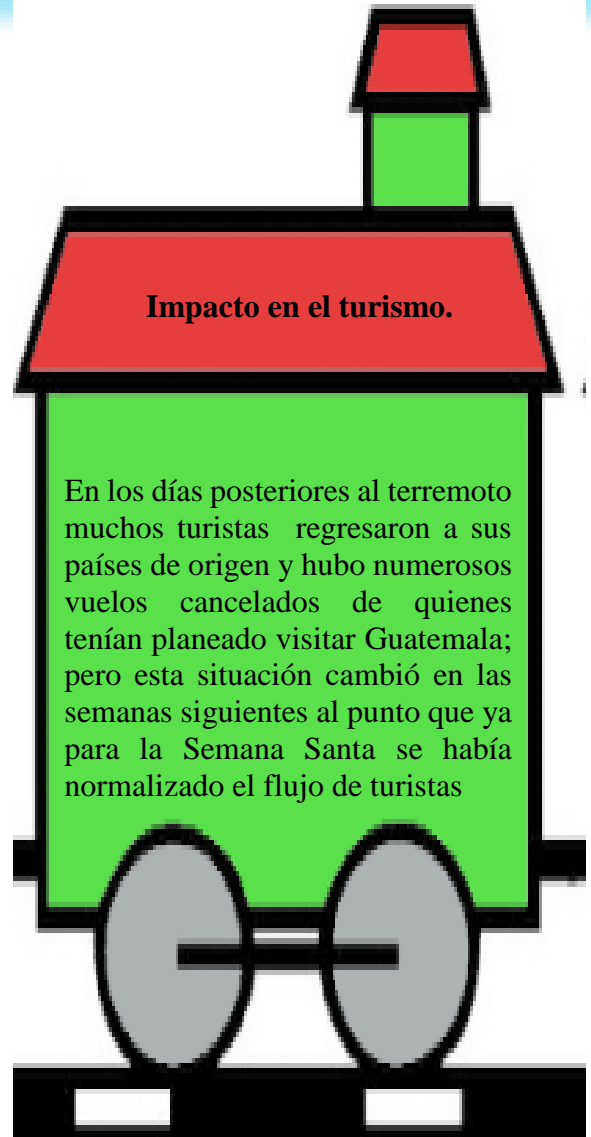 Impacto en el turismo.
En los días posteriores al terremoto
muchos turistas regresaron a sus
países de origen y hubo numerosos
vuelos cancelados de quienes
tenían planeado visitar Guatemala;
pero esta situación cambió en las
semanas siguientes al punto que ya
para la Semana Santa se había
normalizado el flujo de turistas